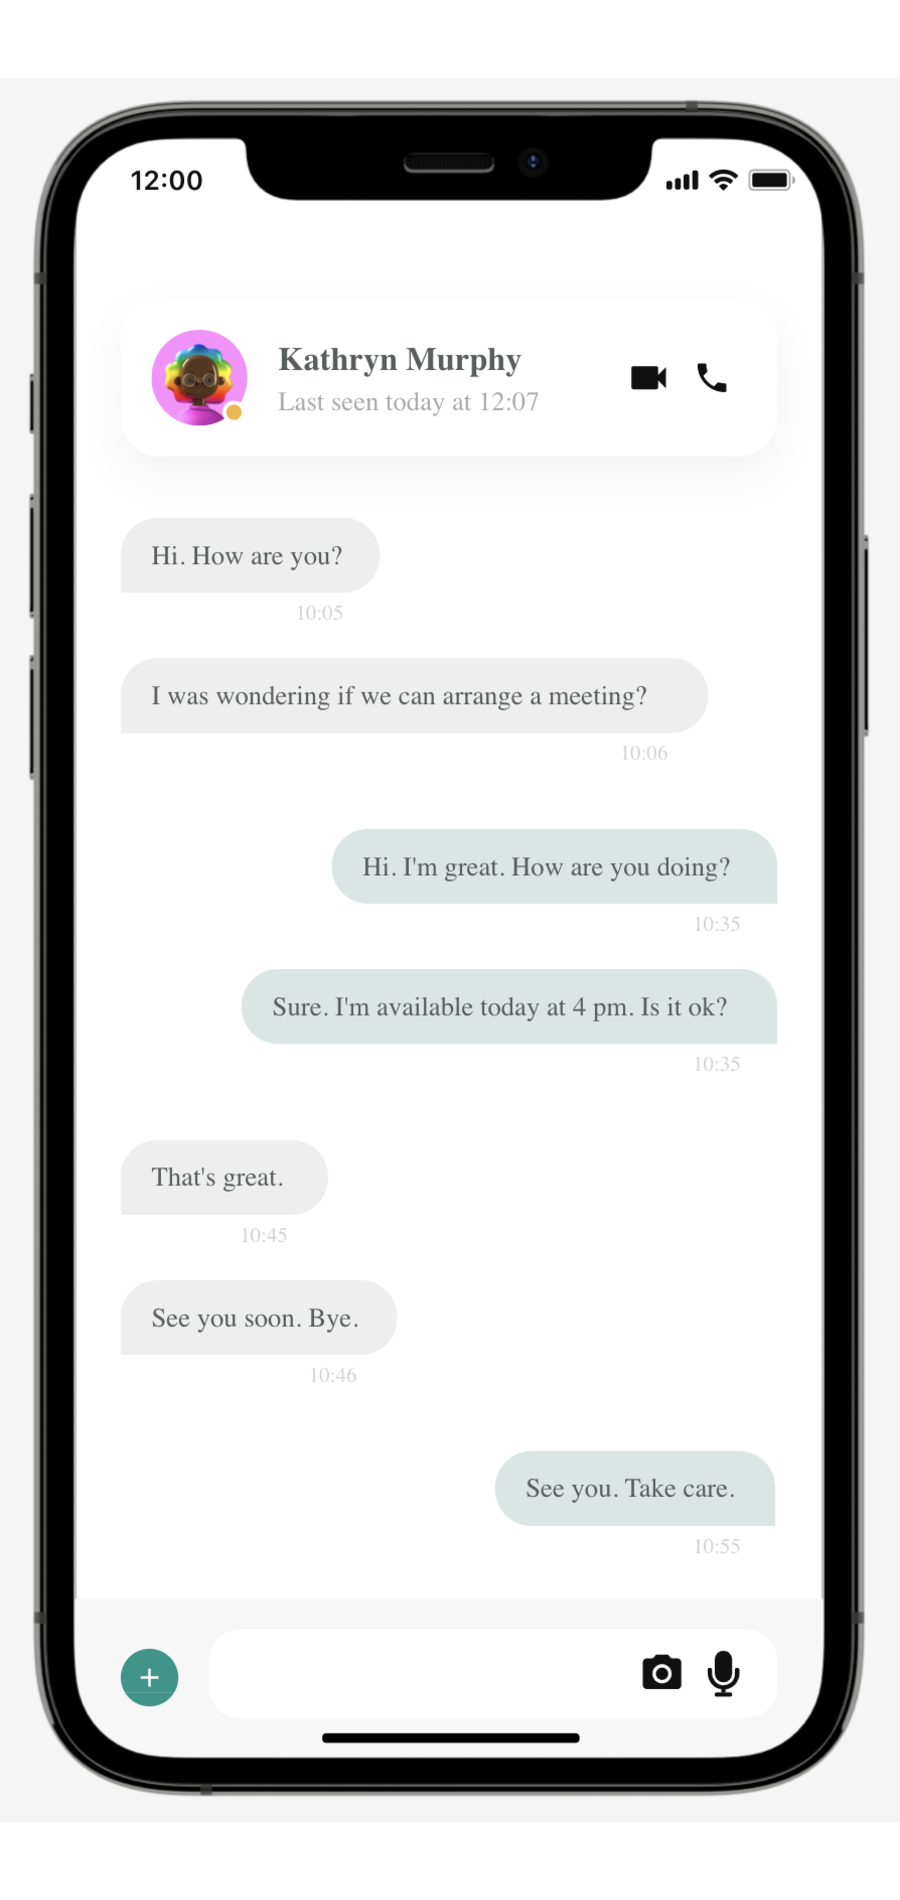 12:00
Kathryn Murphy
Last seen today at 12:07
Hi. How are you?
10:05
I was wondering if we can arrange a meeting?
10:06
Hi. I'm great. How are you doing?
10:35
Sure. I'm available today at 4 pm. Is it ok?
10:35
That's great.
10:45
See you soon. Bye.
10:46
See you. Take care.
10:55